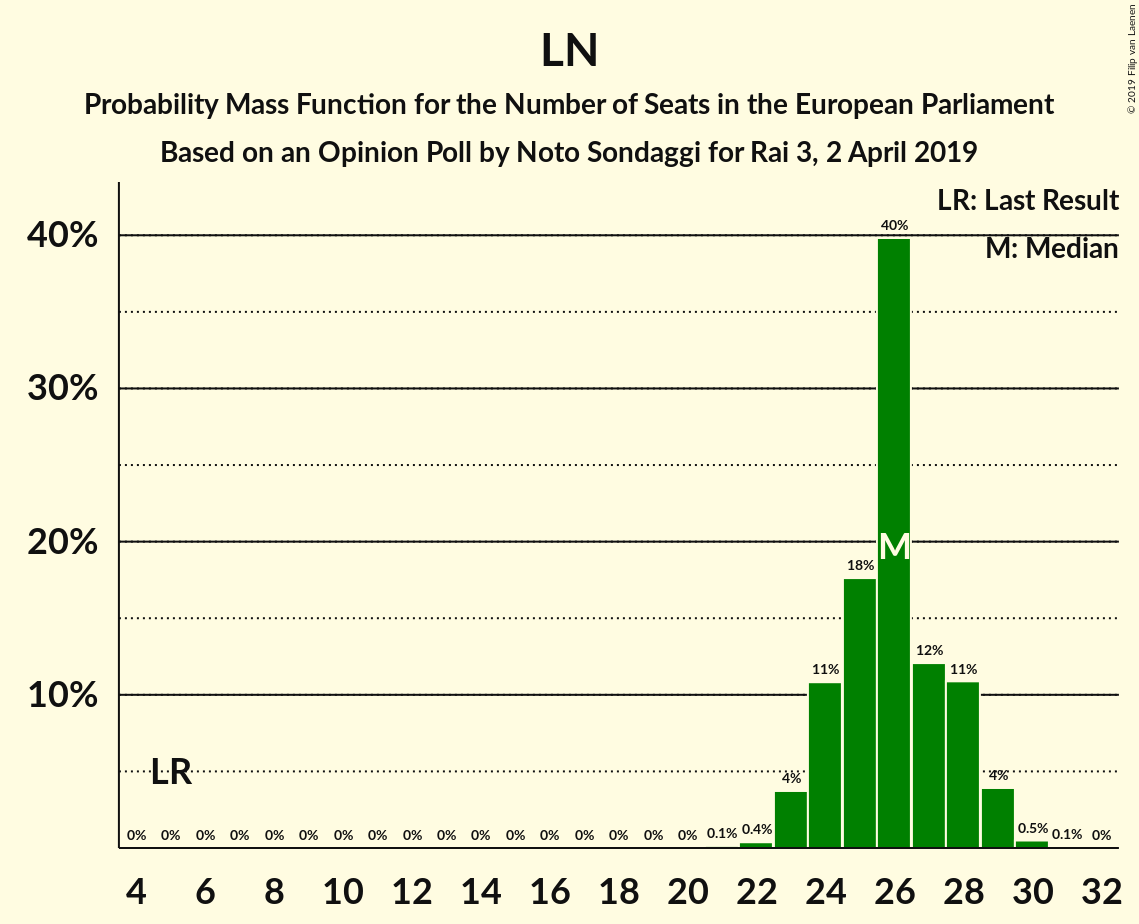 LN
Probability Mass Function for the Number of Seats in the European Parliament
Based on an Opinion Poll by Noto Sondaggi for Rai 3, 2 April 2019
© 2019 Filip van Laenen
LR: Last Result
M: Median
40%
30%
20%
10%
LR
M
0% 0% 0% 0% 0% 0% 0% 0% 0% 0% 0% 0% 0% 0% 0% 0% 0% 0.1% 0.4% 4% 11% 18% 40% 12% 11% 4% 0.5% 0.1% 0%
4 6 8 10 12 14 16 18 20 22 24 26 28 30 32